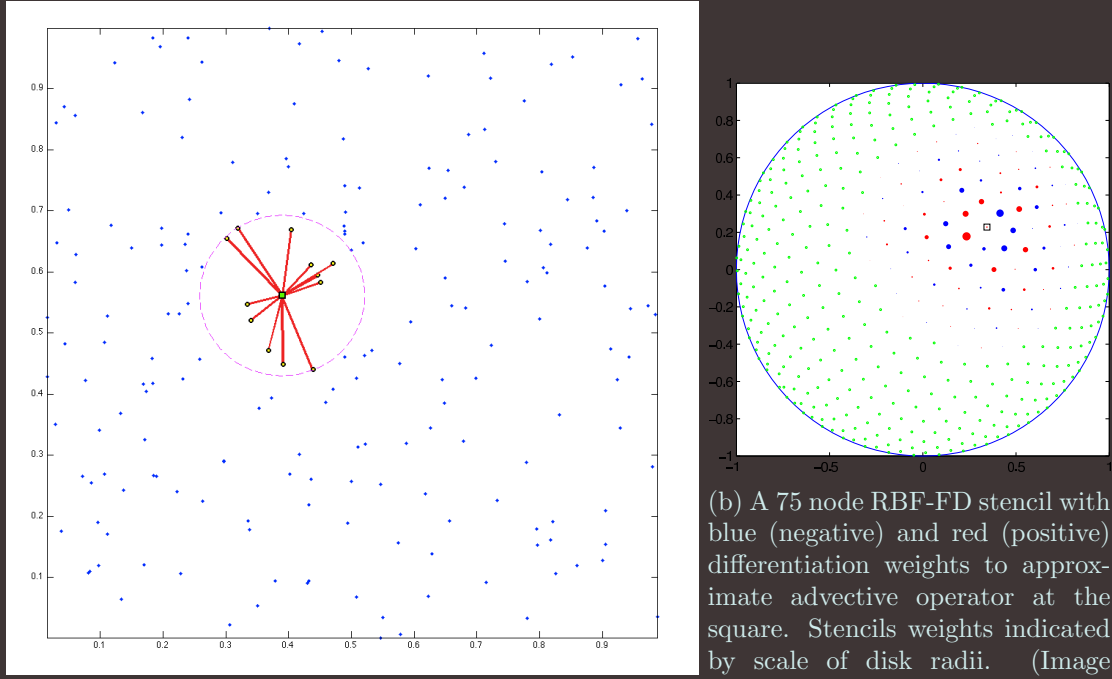 0.9
0.8
0.7
0.6
0.5
0.4
0.3
0.2
0.1
0.1 0.2 0.3 0.4 0.5 0.6 0.7 0.8 0.9
1
0.8
0.6
0.4
0.2
0
−0.2
−0.4
−0.6
−0.8
−1
−1 −0.5 0 0.5 1
(b) A 75 node RBF-FD stencil with
blue (negative) and red (positive)
differentiation weights to approx-
imate advective operator at the
square. Stencils weights indicated
by scale of disk radii. (Image